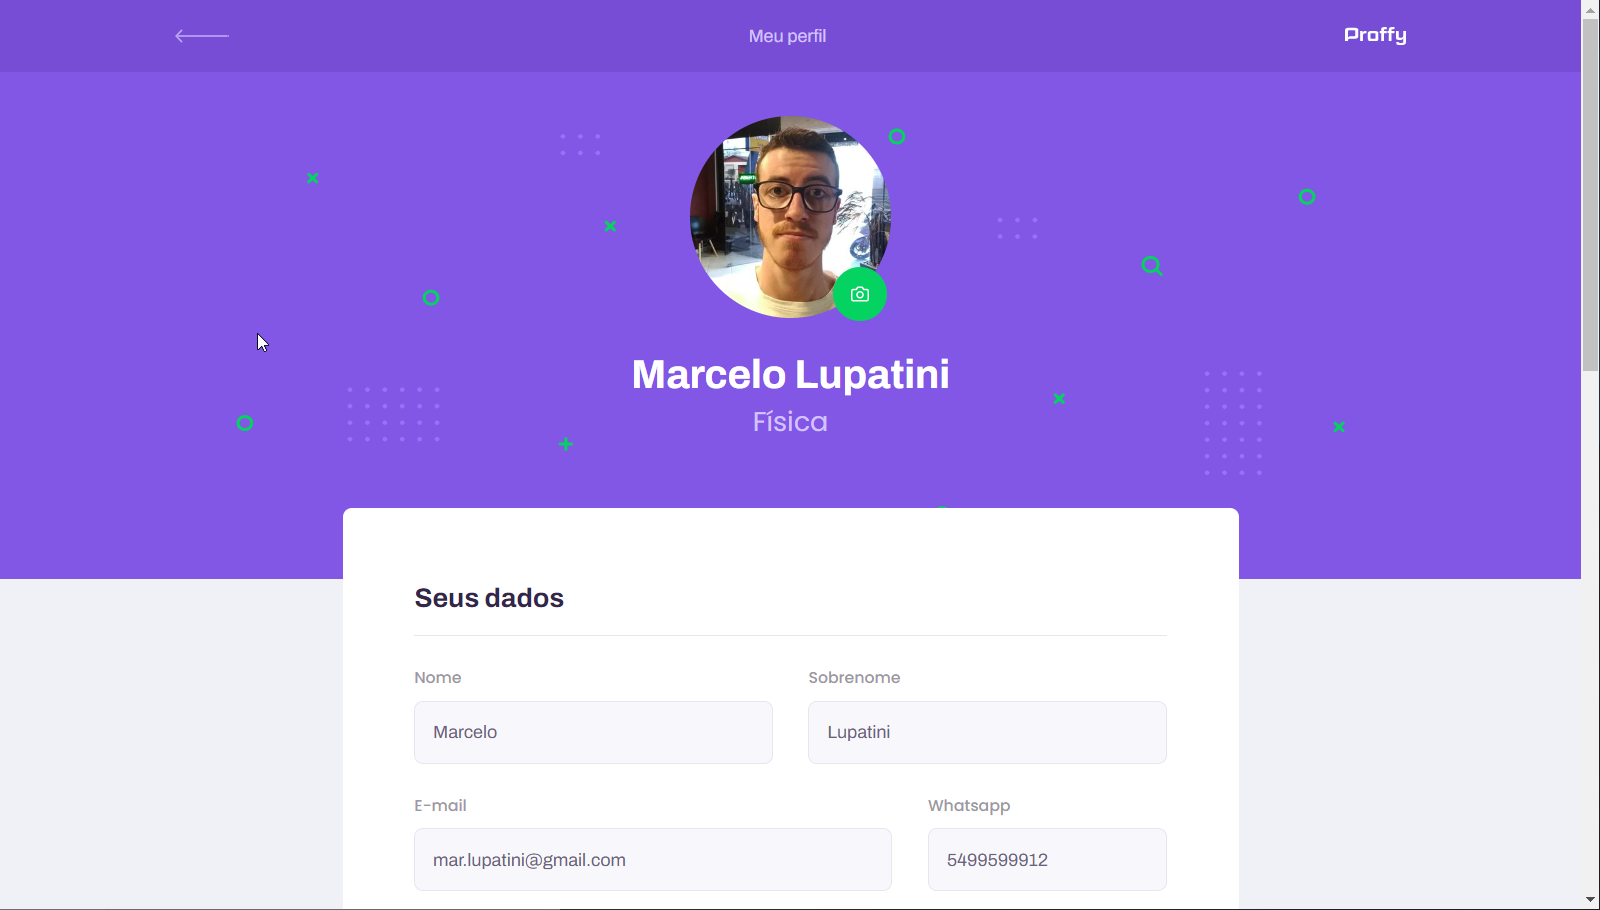 Meu perfil
Proffy
Marcelo Lupatini
Física
Seus dados
Nome
Sobrenome
Marcelo
Lupatini
E-mail
Whatsapp
mar.lupatini@gmail.com
5499599912